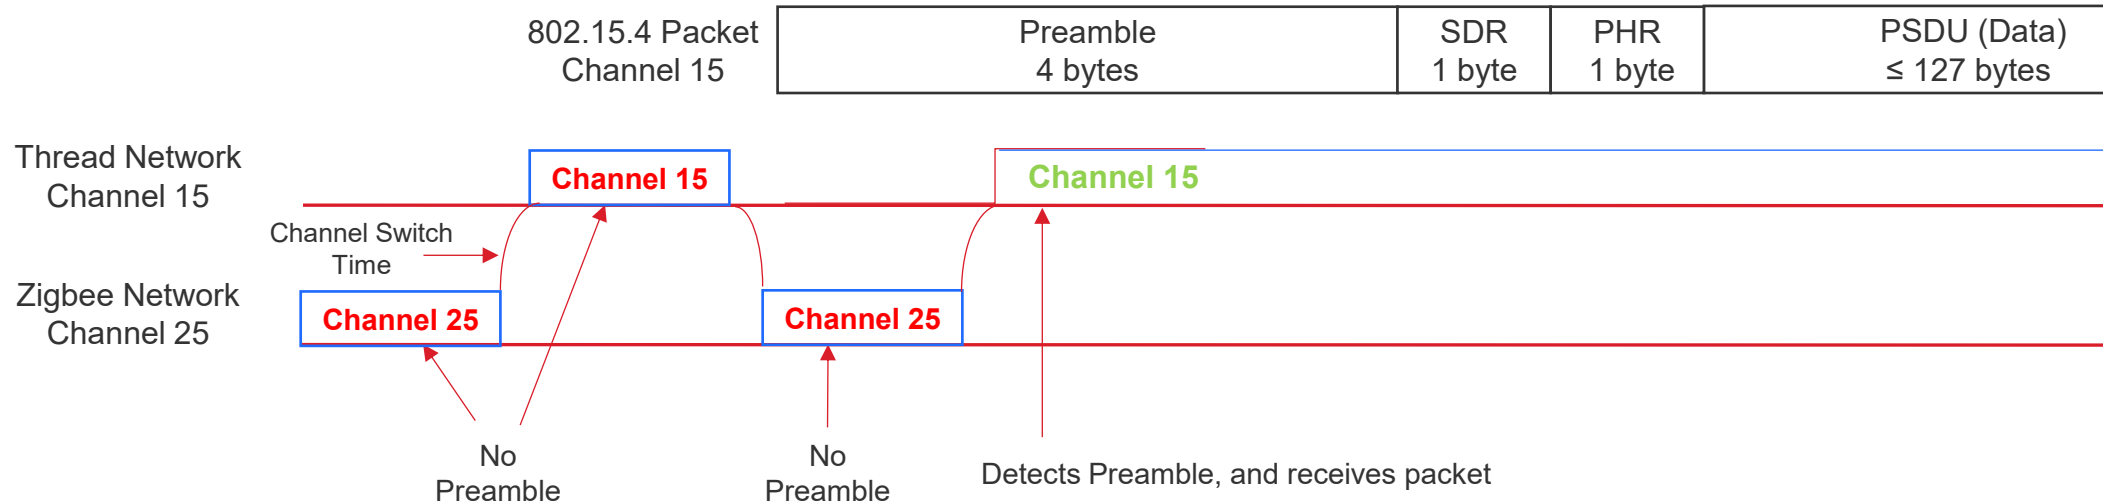 802.15.4 Packet
Channel 15
Preamble
4 bytes
SDR
1 byte
PHR
1 byte
PSDU (Data)
≤ 127 bytes
Thread Network
Channel 15
Channel 15
Channel 15
Channel Switch
Time
Zigbee Network
Channel 25
Channel 25
Channel 25
No
Preamble
No
Preamble
Detects Preamble, and receives packet